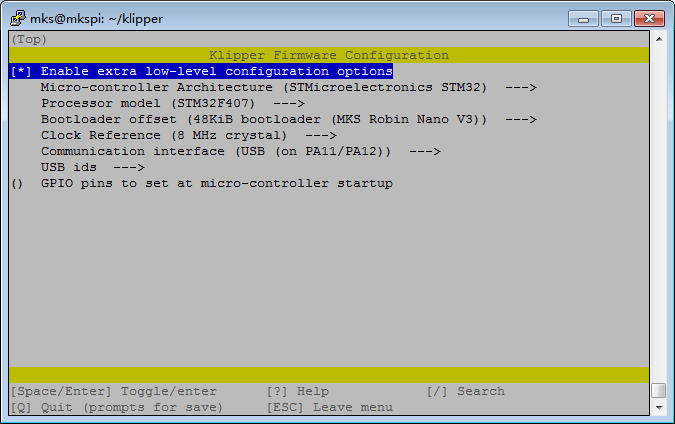 mks@mkspi: ~/klipper
(Top)
Klipper Firmware Configuration
[*] Enable extra low-level configuration options
Micro-controller Architecture (STMicroelectronics STM32)  --->
Processor model (STM32F407)  --->
Bootloader offset (48KiB bootloader (MKS Robin Nano V3))  --->
Clock Reference (8 MHz crystal)  --->
Communication interface (USB (on PA11/PA12))  --->
USB ids  --->
()  GPIO pins to set at micro-controller startup
[Space/Enter] Toggle/enter      [?] Help            [/] Search
[Q] Quit (prompts for save)     [ESC] Leave menu